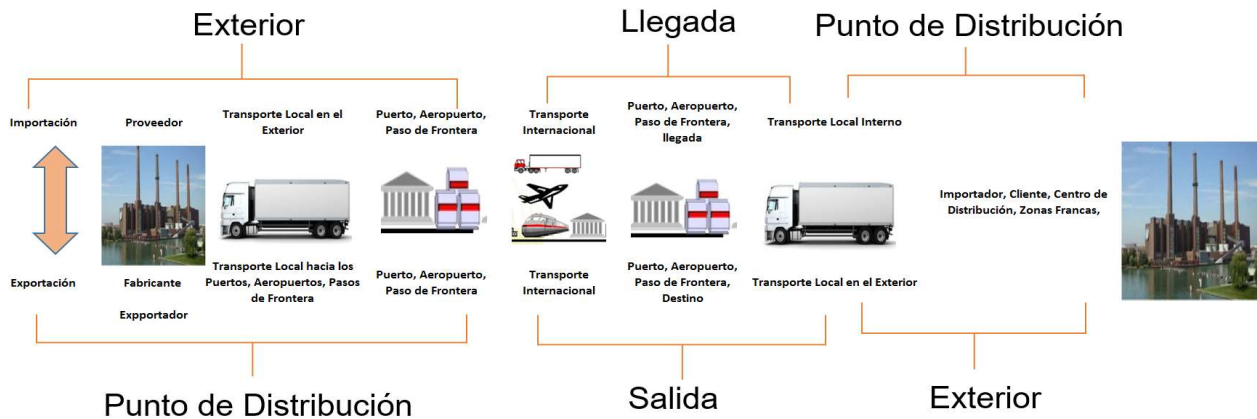 Exterior
Llegada
Punto de Distribución
Importación
Proveedor
Transporte Local en el
Exterior
Puerto, Aeropuerto,
Paso de Frontera
Transporte
Internacional
Puerto, Aeropuerto,
Paso de Frontera,
llegada
Transporte Local Interno
Importador, Cliente, Centro de
Distribución, Zonas Francas,
Exportación
Fabricante
Expportador
Transporte Local hacia los
Puertos, Aeropuertos, Pasos
de Frontera
Puerto, Aeropuerto,
Paso de Frontera
Transporte
Internacional
Puerto, Aeropuerto,
Paso de Frontera,
Destino
Transporte Local en el Exterior
Punto de Distribución
Salida
Exterior